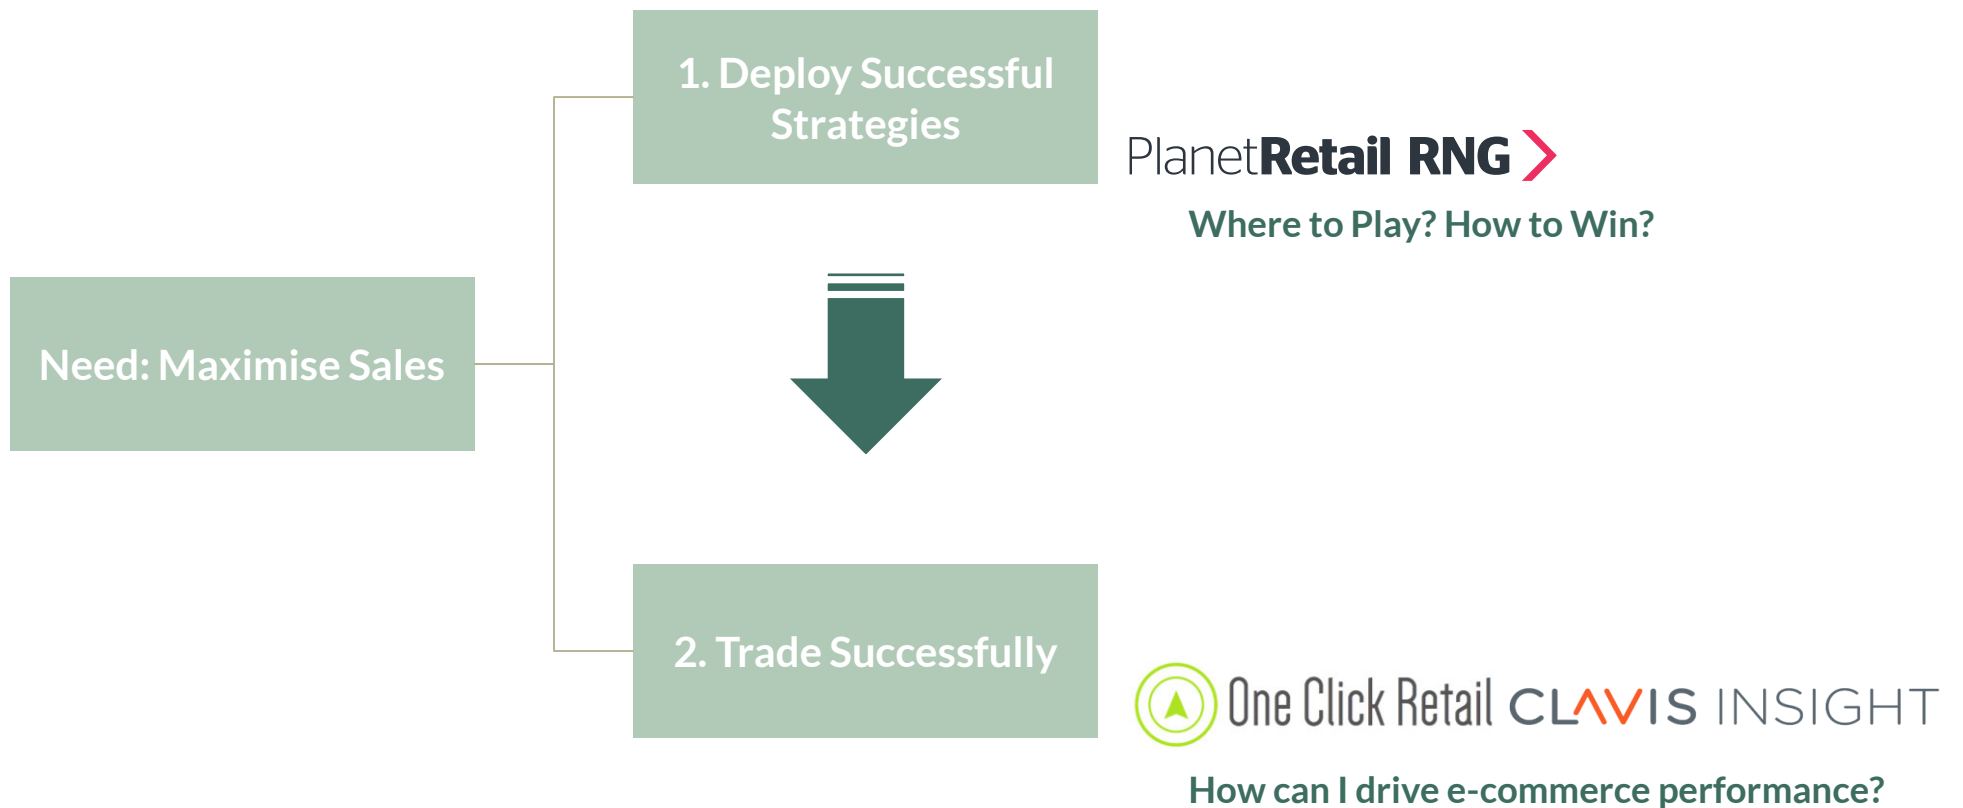 1. Deploy Successful
Strategies
PlanetRetail RNG
Where to Play? How to Win?
Need: Maximise Sales
2. Trade Successfully
One Click Retail CLAVIS INSIGHT
How can I drive e-commerce performance?